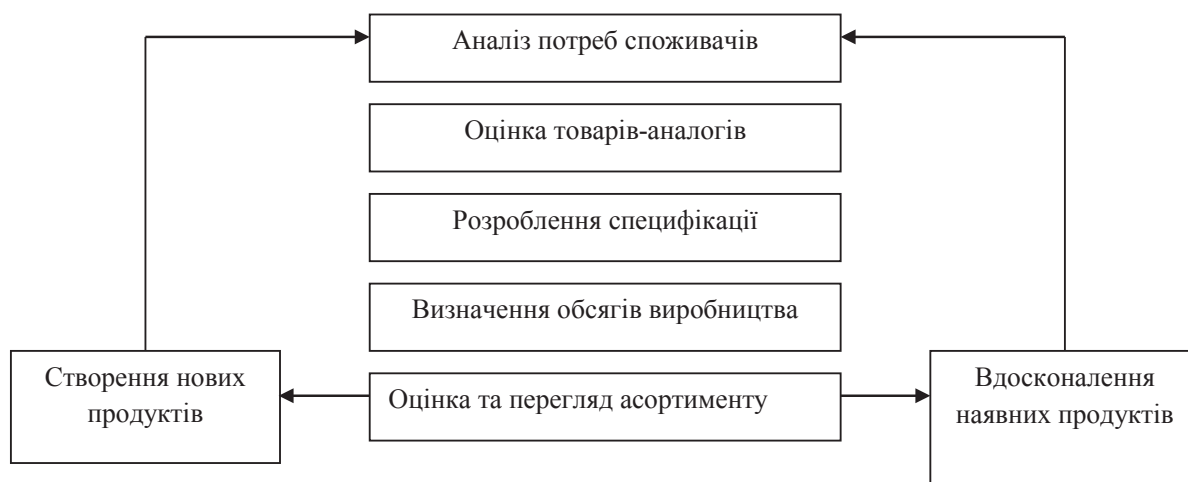 Аналіз потреб споживачів
Оцінка товарів-аналогів
Розроблення специфікації
Визначення обсягів виробництва
Створення нових
продуктів
Оцінка та перегляд асортименту
Вдосконалення
наявних продуктів